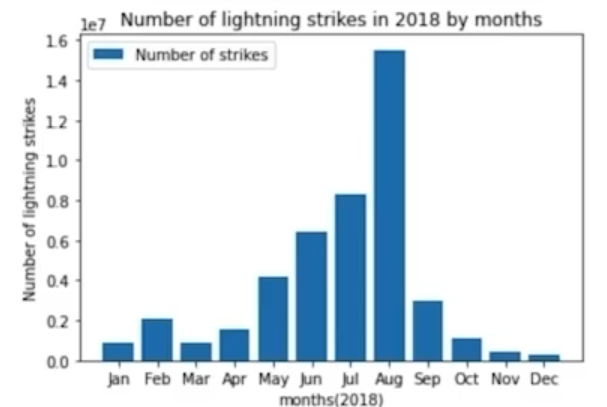 1e7
Number of lightning strikes in 2018 by months
Number of strikes
Number of lightning strikes
1.6
1.4
1.2
1.0
0.8
0.6
0.4
0.2
0.0
Jan Feb Mar Apr May Jun Jul Aug Sep Oct Nov Dec
months(2018)